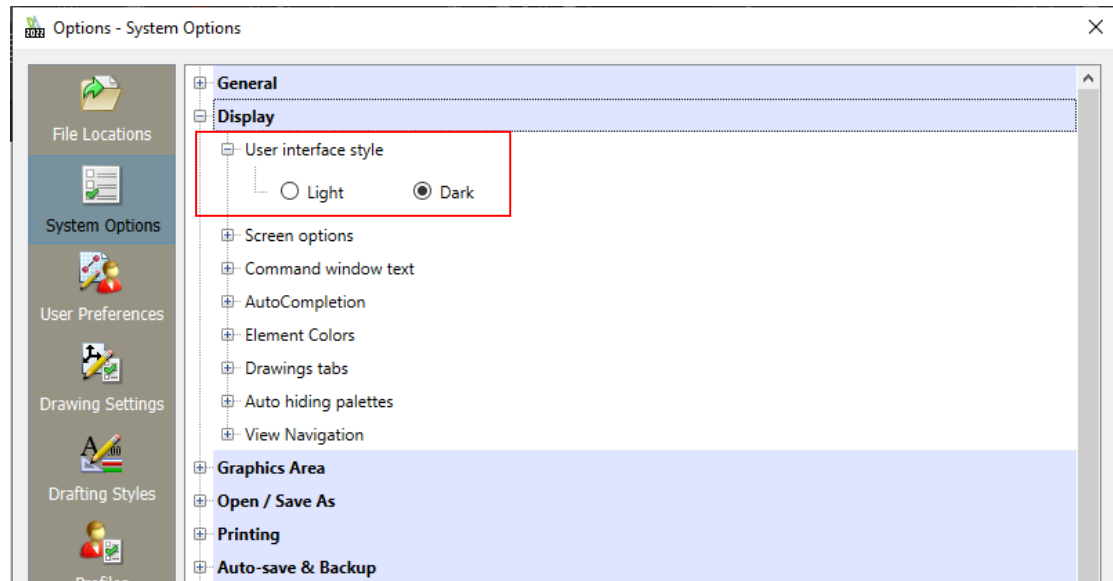 2022 Options - System Options
File Locations
System Options
User Preferences
Drawing Settings
Drafting Styles
Profiles
General
Display
User interface style
Light Dark
Screen options
Command window text
AutoCompletion
Element Colors
Drawings tabs
Auto hiding palettes
View Navigation
Graphics Area
Open / Save As
Printing
Auto-save & Backup